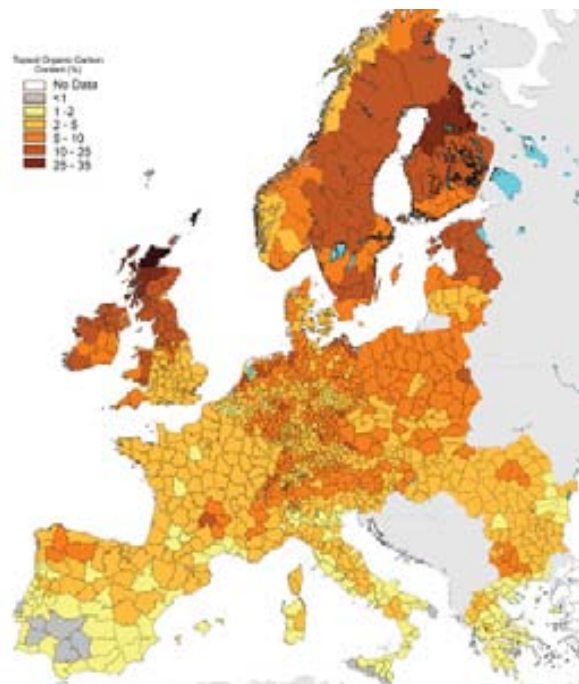 Topsoil Organic Carbon
Content (%)
No Data
<1
1 -2
2 - 5
5 - 10
10 - 25
25 - 35